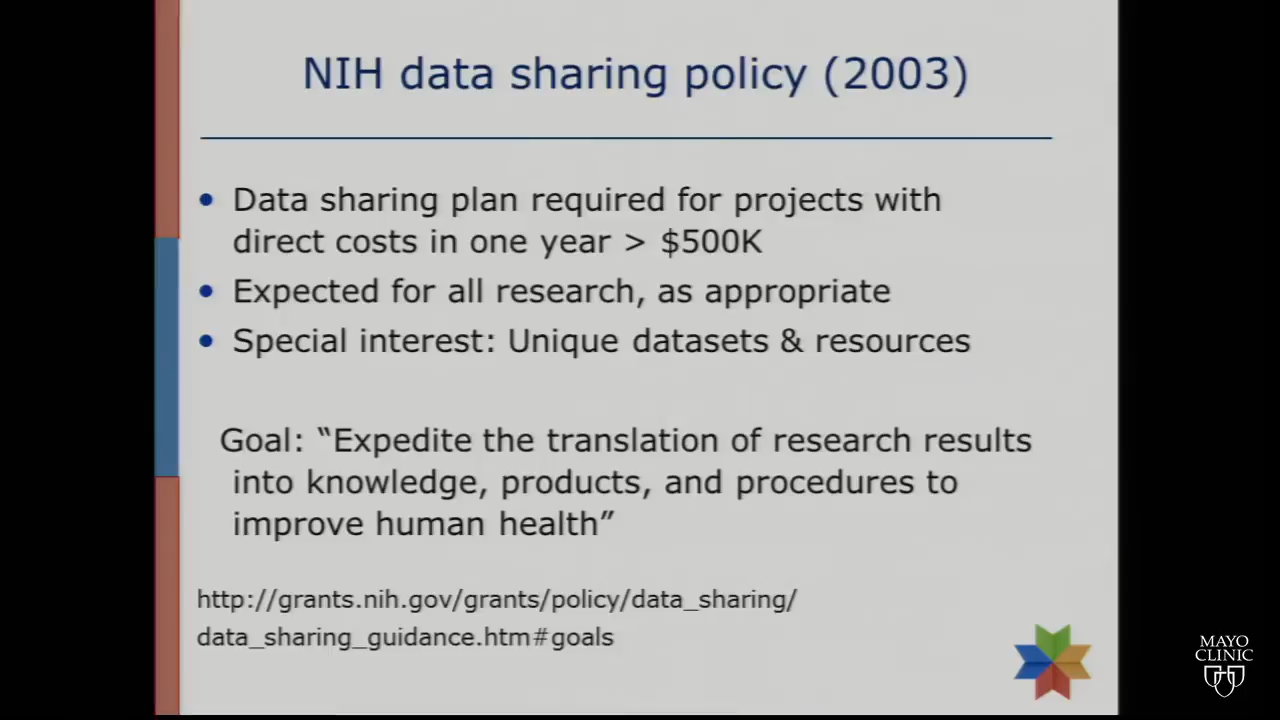 NIH data sharing policy (2003)
• Data sharing plan required for projects with
direct costs in one year > $500K
• Expected for all research, as appropriate
• Special interest: Unique datasets & resources
Goal: “Expedite the translation of research results
into knowledge, products, and procedures to
improve human health”
http://grants.nih.gov/grants/policy/data_sharing/
data_sharing_guidance.htm#goals
MAYO
CLINIC